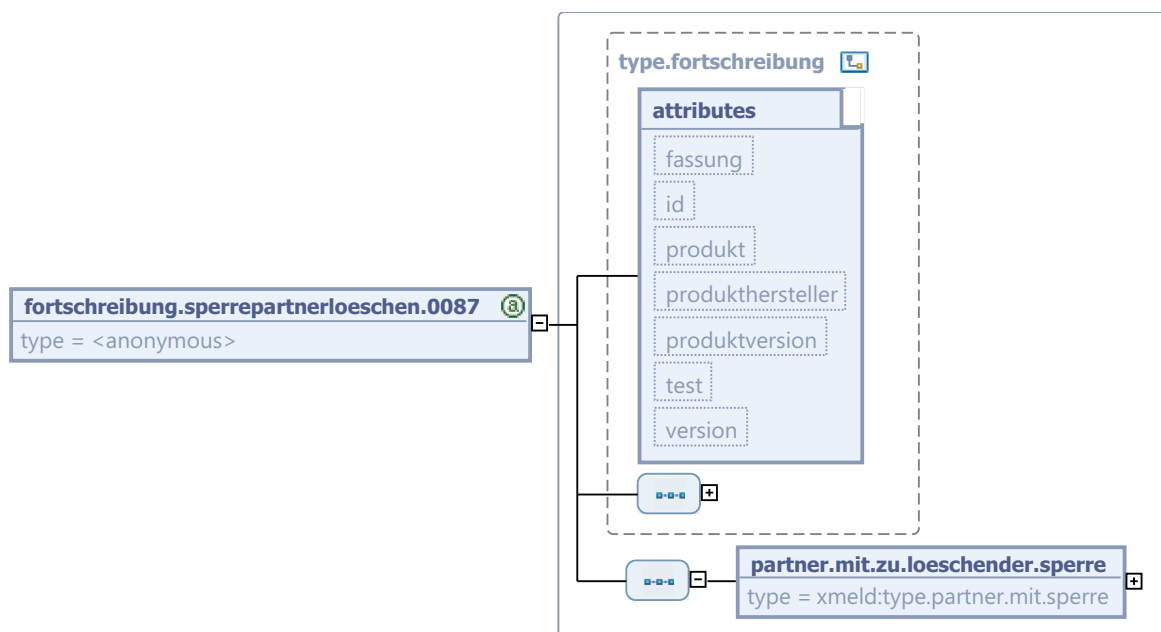 type.fortschreibung
attributes
fassung
id
produkt
produkthersteller
produktversion
test
version
fortschreibung.sperrepartnerloeschen.0087
type = <anonymous>
partner.mit.zu.loeschender.sperre
type = xmeld:type.partner.mit.sperre